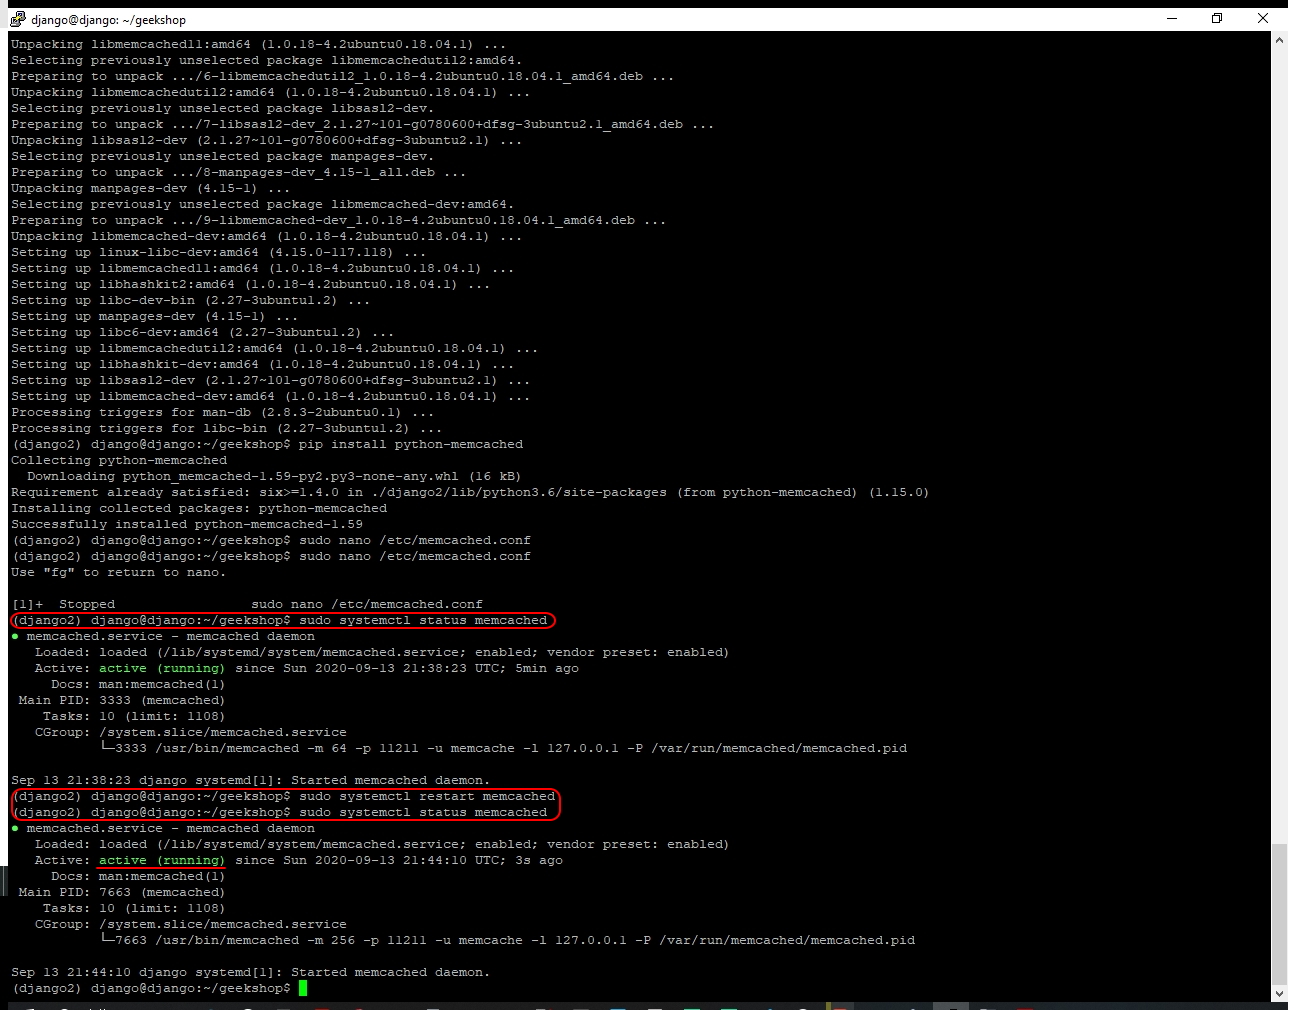 django@django: ~/geekshop
Unpacking libmemcached11:amd64 (1.0.18-4.2ubuntu0.18.04.1) ...
Selecting previously unselected package libmemcachedutil2:amd64.
Preparing to unpack .../6-libmemcachedutil2_1.0.18-4.2ubuntu0.18.04.1_amd64.deb ...
Unpacking libmemcachedutil2:amd64 (1.0.18-4.2ubuntu0.18.04.1) ...
Selecting previously unselected package libsasl2-dev.
Preparing to unpack .../7-libsasl2-dev_2.1.27~101-g0780600+dfsg-3ubuntu2.1_amd64.deb ...
Unpacking libsasl2-dev (2.1.27~101-g0780600+dfsg-3ubuntu2.1) ...
Selecting previously unselected package manpages-dev.
Preparing to unpack .../8-manpages-dev_4.15-1_all.deb ...
Unpacking manpages-dev (4.15-1) ...
Selecting previously unselected package libmemcached-dev:amd64.
Preparing to unpack .../9-libmemcached-dev_1.0.18-4.2ubuntu0.18.04.1_amd64.deb ...
Unpacking libmemcached-dev:amd64 (1.0.18-4.2ubuntu0.18.04.1) ...
Setting up linux-libc-dev:amd64 (4.15.0-117.118) ...
Setting up libmemcached11:amd64 (1.0.18-4.2ubuntu0.18.04.1) ...
Setting up libhashkit2:amd64 (1.0.18-4.2ubuntu0.18.04.1) ...
Setting up libc-dev-bin (2.27-3ubuntu1.2) ...
Setting up manpages-dev (4.15-1) ...
Setting up libc6-dev:amd64 (2.27-3ubuntu1.2) ...
Setting up libmemcachedutil2:amd64 (1.0.18-4.2ubuntu0.18.04.1) ...
Setting up libhashkit-dev:amd64 (1.0.18-4.2ubuntu0.18.04.1) ...
Setting up libsasl2-dev (2.1.27~101-g0780600+dfsg-3ubuntu2.1) ...
Setting up libmemcached-dev:amd64 (1.0.18-4.2ubuntu0.18.04.1) ...
Processing triggers for man-db (2.8.3-2ubuntu0.1) ...
Processing triggers for libc-bin (2.27-3ubuntu1.2) ...
(django2) django@django:~/geekshop$ pip install python-memcached
Collecting python-memcached
  Downloading python_memcached-1.59-py2.py3-none-any.whl (16 kB)
Requirement already satisfied: six>=1.4.0 in ./django2/lib/python3.6/site-packages (from python-memcached) (1.15.0)
Installing collected packages: python-memcached
Successfully installed python-memcached-1.59
(django2) django@django:~/geekshop$ sudo nano /etc/memcached.conf
(django2) django@django:~/geekshop$ sudo nano /etc/memcached.conf
Use "fg" to return to nano.
[1]+  Stopped                 sudo nano /etc/memcached.conf
(django2) django@django:~/geekshop$ sudo systemctl status memcached
● memcached.service - memcached daemon
   Loaded: loaded (/lib/systemd/system/memcached.service; enabled; vendor preset: enabled)
   Active: active (running) since Sun 2020-09-13 21:38:23 UTC; 5min ago
     Docs: man:memcached(1)
 Main PID: 3333 (memcached)
    Tasks: 10 (limit: 1108)
   CGroup: /system.slice/memcached.service
           └─3333 /usr/bin/memcached -m 64 -p 11211 -u memcache -l 127.0.0.1 -P /var/run/memcached/memcached.pid
Sep 13 21:38:23 django systemd[1]: Started memcached daemon.
(django2) django@django:~/geekshop$ sudo systemctl restart memcached
(django2) django@django:~/geekshop$ sudo systemctl status memcached
● memcached.service - memcached daemon
   Loaded: loaded (/lib/systemd/system/memcached.service; enabled; vendor preset: enabled)
   Active: active (running) since Sun 2020-09-13 21:44:10 UTC; 3s ago
     Docs: man:memcached(1)
 Main PID: 7663 (memcached)
    Tasks: 10 (limit: 1108)
   CGroup: /system.slice/memcached.service
           └─7663 /usr/bin/memcached -m 256 -p 11211 -u memcache -l 127.0.0.1 -P /var/run/memcached/memcached.pid
Sep 13 21:44:10 django systemd[1]: Started memcached daemon.
(django2) django@django:~/geekshop$